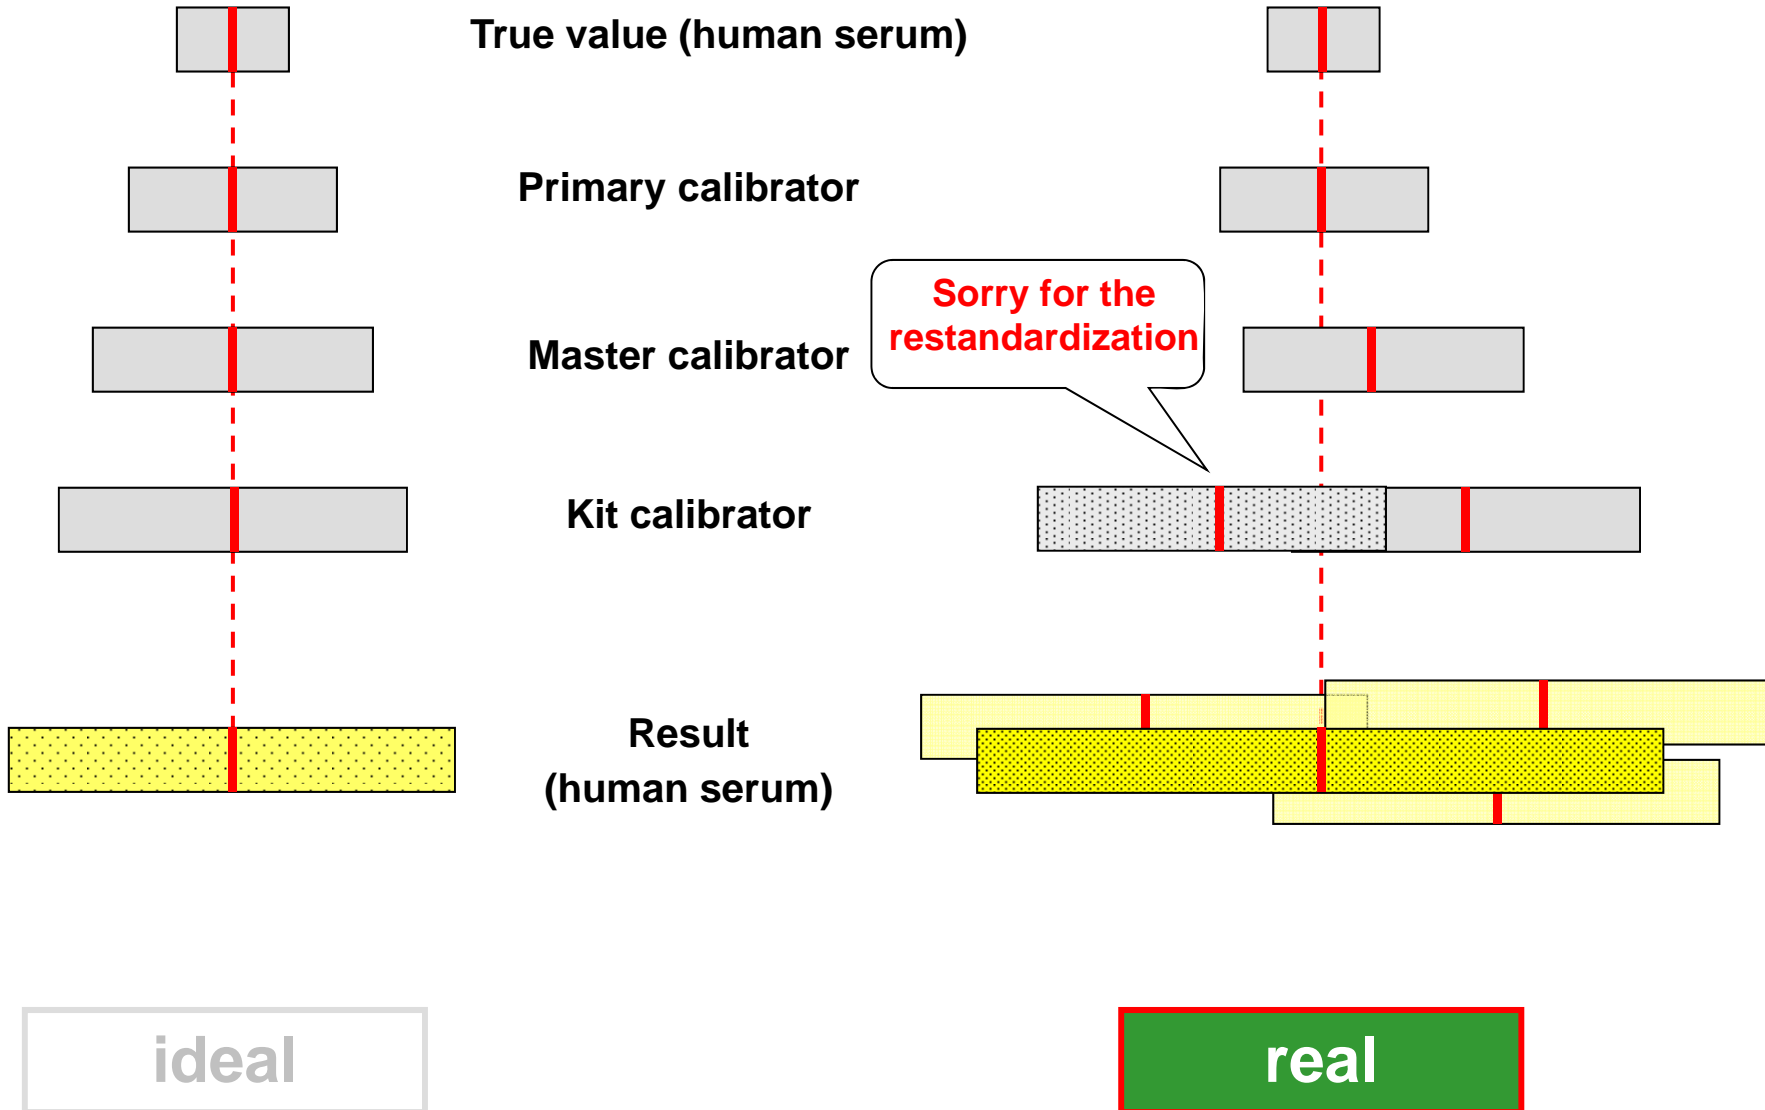 True value (human serum)
Primary calibrator
Sorry for the
restandardization
Master calibrator
Kit calibrator
Result
(human serum)
ideal
real